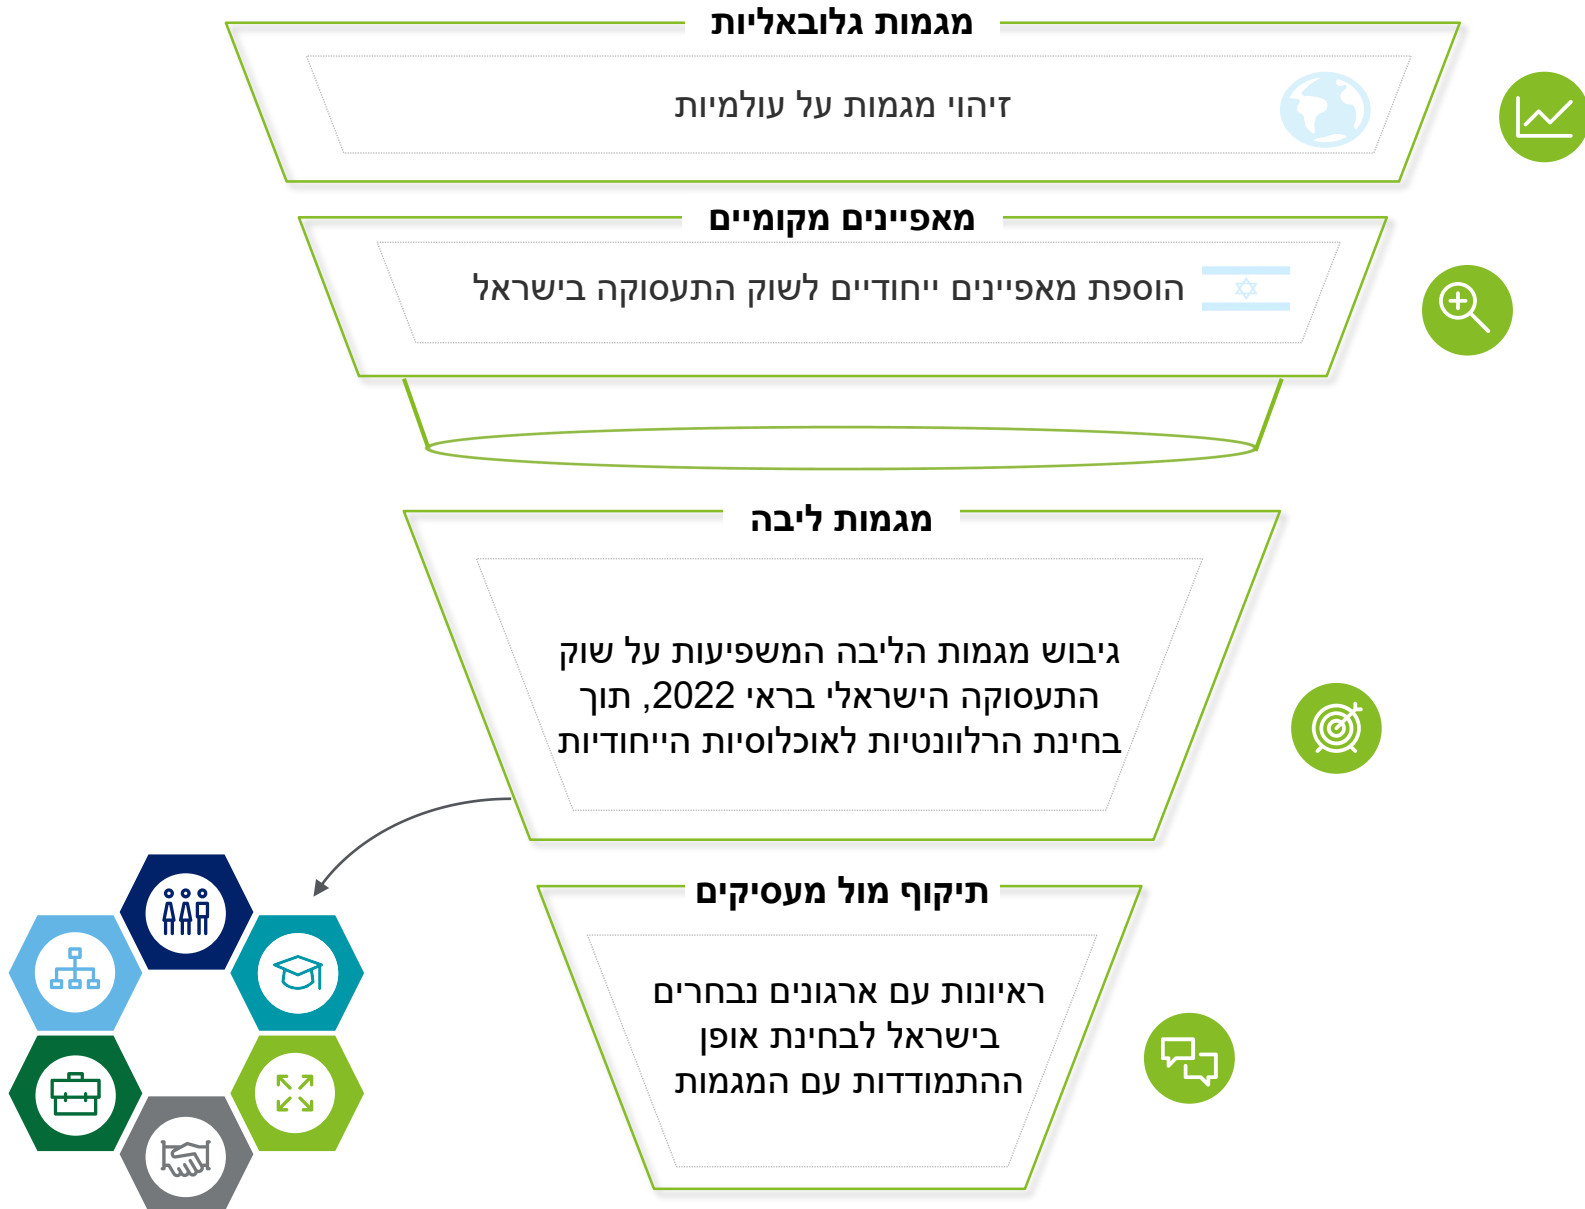 מגמות גלובאליות
זיהוי מגמות על עולמיות
מאפיינים מקומיים
הוספת מאפיינים ייחודיים לשוק התעסוקה בישראל
מגמות ליבה
גיבוש מגמות הליבה המשפיעות על שוק
התעסוקה הישראלי בראי 2022, תוך
בחינת הרלוונטיות לאוכלוסיות הייחודיות
תיקוף מול מעסיקים
ראיונות עם ארגונים נבחרים
בישראל לבחינת אופן
ההתמודדות עם המגמות